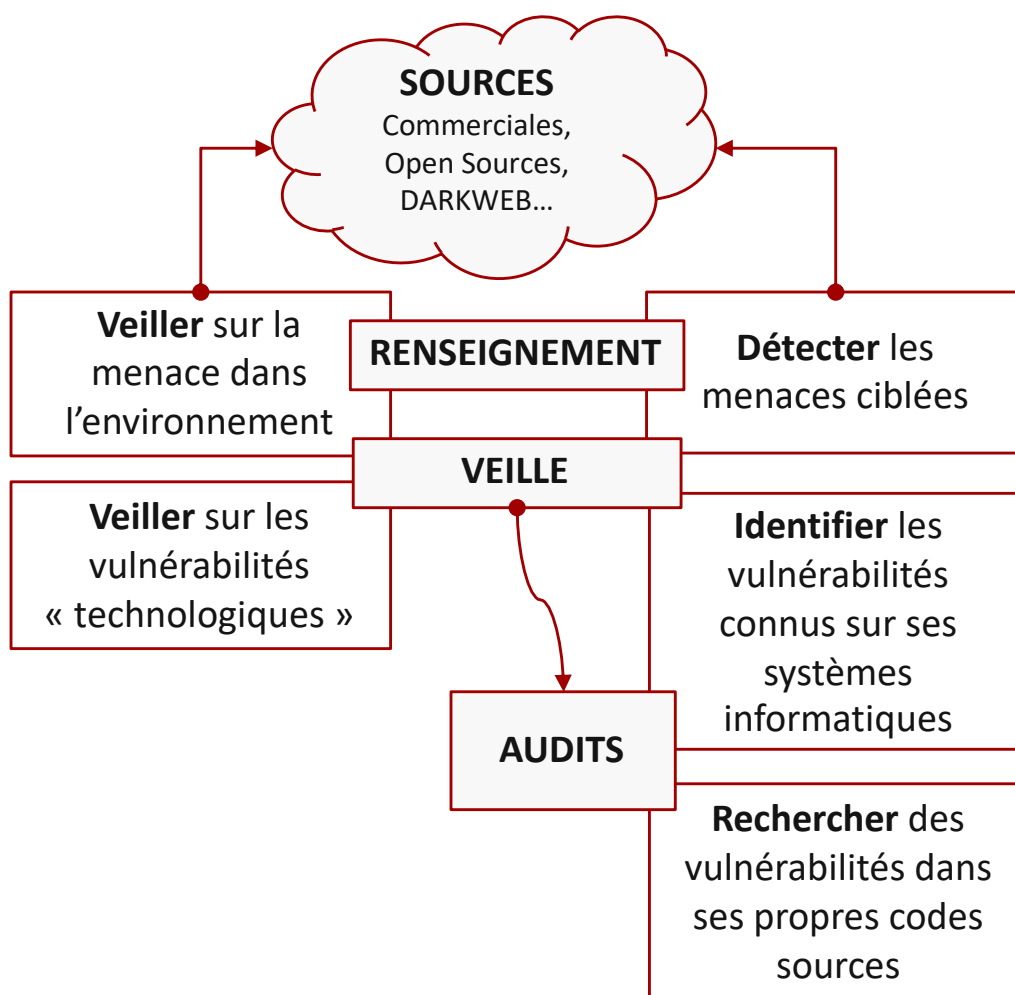 SOURCES
Commerciales,
Open Sources,
DARKWEB...
Veiller sur la
menace dans
l’environnement
RENSEIGNEMENT
Détecter les
menaces ciblées
VEILLE
Veiller sur les
vulnérabilités
« technologiques »
Identifier les
vulnérabilités
connus sur ses
systèmes
informatiques
AUDITS
Rechercher des
vulnérabilités dans
ses propres codes
sources